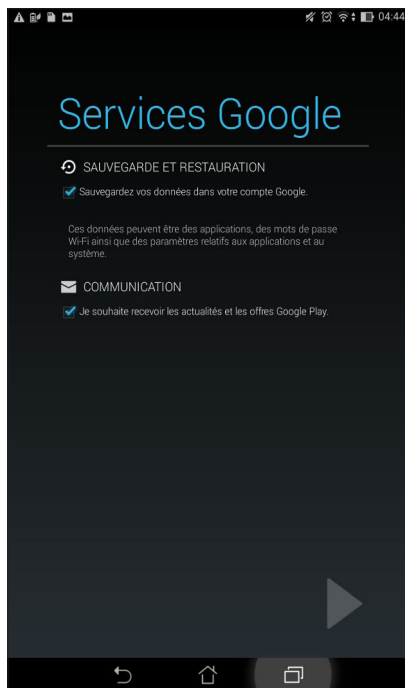 04:44
Services Google
SAUVEGARDE ET RESTAURATION
Sauvegardez vos données dans votre compte Google.
Ces données peuvent être des applications, des mots de passe
Wi-Fi ainsi que des paramètres relatifs aux applications et au
système.
COMMUNICATION
Je souhaite recevoir les actualités et les offres Google Play.